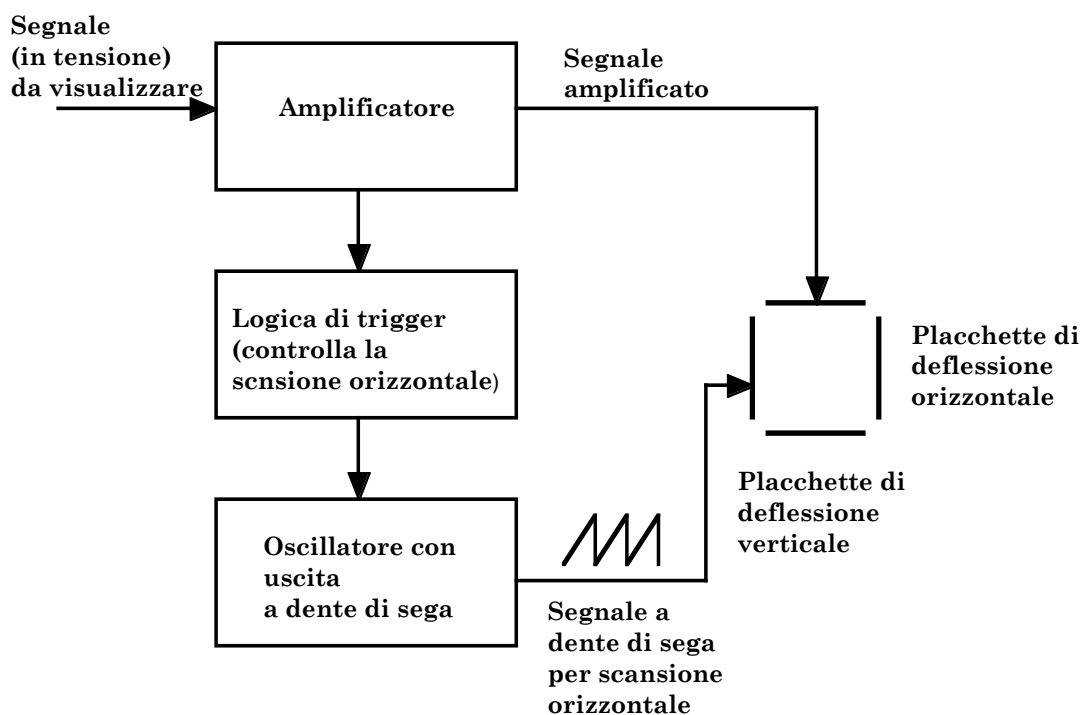 Segnale
(in tensione)
da visualizzare
Amplificatore
Segnale
amplificato
Logica di trigger
(controlla la
scnsione orizzontale)
Placchette di
deflessione
orizzontale
Placchette di
deflessione
verticale
Oscillatore con
uscita
a dente di sega
Segnale a
dente di sega
per scansione
orizzontale